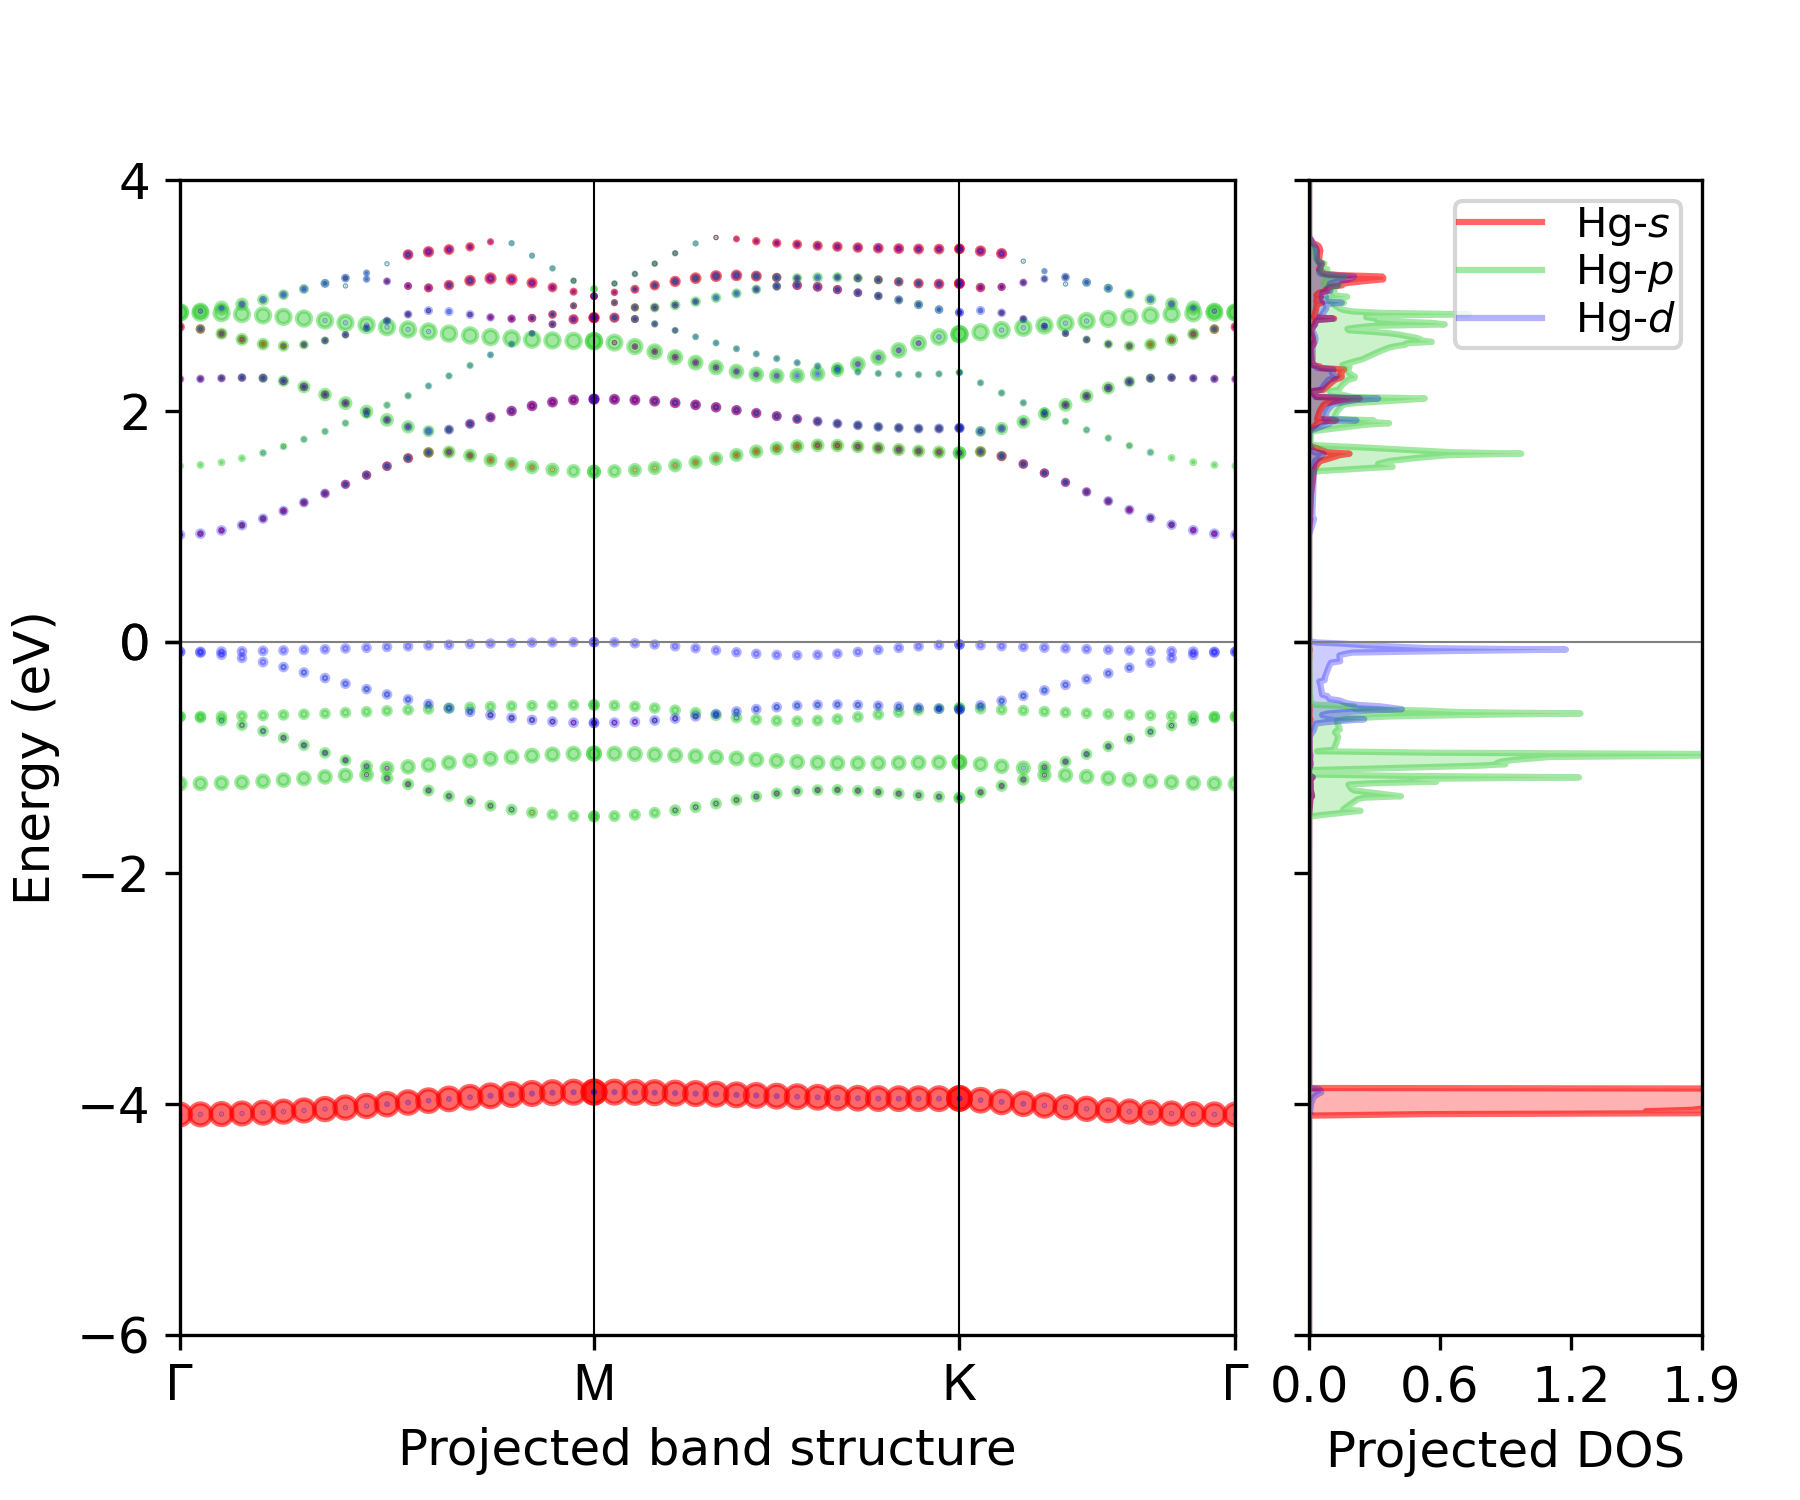 4
2
0
−2
−4
−6
Energy (eV)
Γ
M
K
Γ
Projected band structure
Hg-s
Hg-p
Hg-d
0.0
0.6
1.2
1.9
Projected DOS